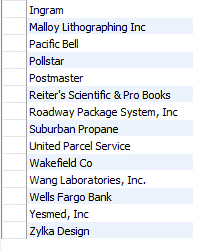 Ingram
Malloy Lithographing Inc
Pacific Bell
Pollstar
Postmaster
Reiter's Scientific & Pro Books
Roadway Package System, Inc
Suburban Propane
United Parcel Service
Wakefield Co
Wang Laboratories, Inc.
Wells Fargo Bank
Yesmed, Inc
Zylka Design